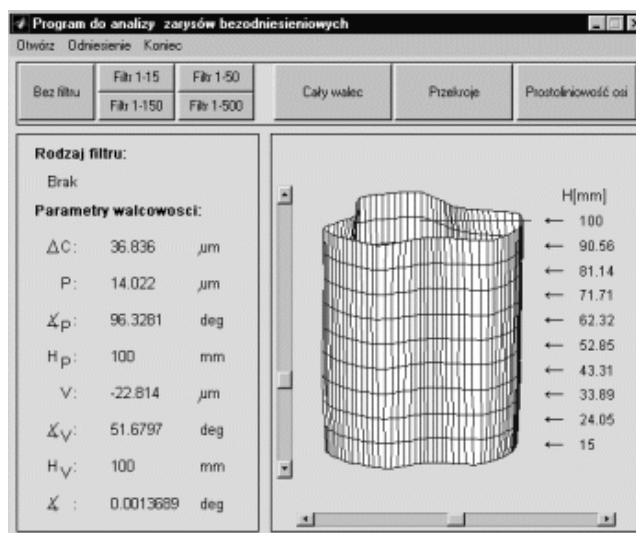 Program do analizy zarysów bezodniesieniowych
Otwórz Odniesienie Koniec
Bez filtru
Filtr 1-15
Filtr 1-50
Filtr 1-150
Filtr 1-500
Cały walec
Przekroje
Prostoliniowość osi
Rodzaj filtru:
Brak
Parametry walcowosci:
ΔC: 36.836 μm
P: 14.022 μm
∡P: 96.3281 deg
HP: 100 mm
V: -22.814 μm
∡V: 51.6797 deg
HV: 100 mm
∡ : 0.0013689 deg
H[mm]
← 100
← 90.56
← 81.14
← 71.71
← 62.32
← 52.85
← 43.31
← 33.89
← 24.05
← 15